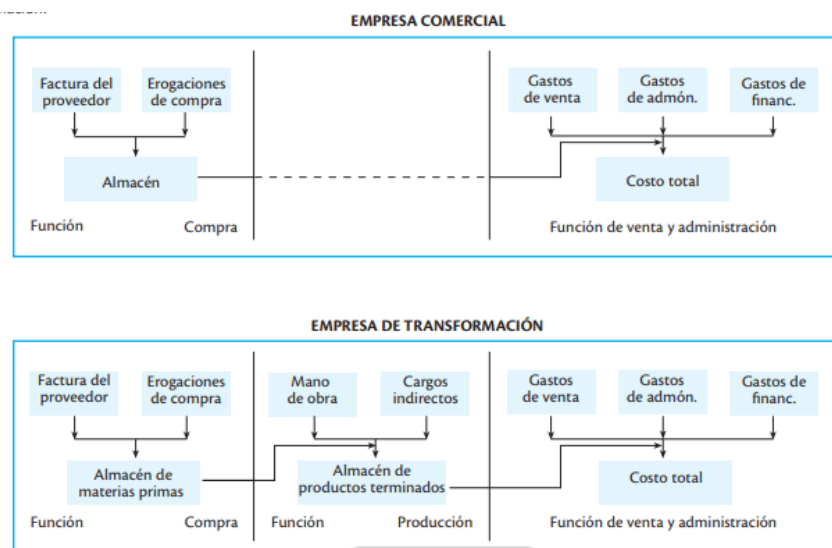 EMPRESA COMERCIAL
Factura del
proveedor
Erogaciones
de compra
Gastos
de venta
Gastos
de admón.
Gastos de
financ.
Almacén
Costo total
Función
Compra
Función de venta y administración
EMPRESA DE TRANSFORMACIÓN
Factura del
proveedor
Erogaciones
de compra
Mano
de obra
Cargos
indirectos
Gastos
de venta
Gastos
de admón.
Gastos de
financ.
Almacén de
materias primas
Almacén de
productos terminados
Costo total
Función
Compra
Función
Producción
Función de venta y administración